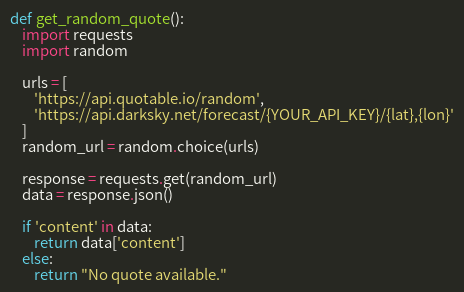 def get_random_quote():
    import requests
    import random

    urls = [
        'https://api.quotable.io/random',
        'https://api.darksky.net/forecast/{YOUR_API_KEY}/{lat},{lon}'
    ]
    random_url = random.choice(urls)

    response = requests.get(random_url)
    data = response.json()

    if 'content' in data:
        return data['content']
    else:
        return "No quote available."